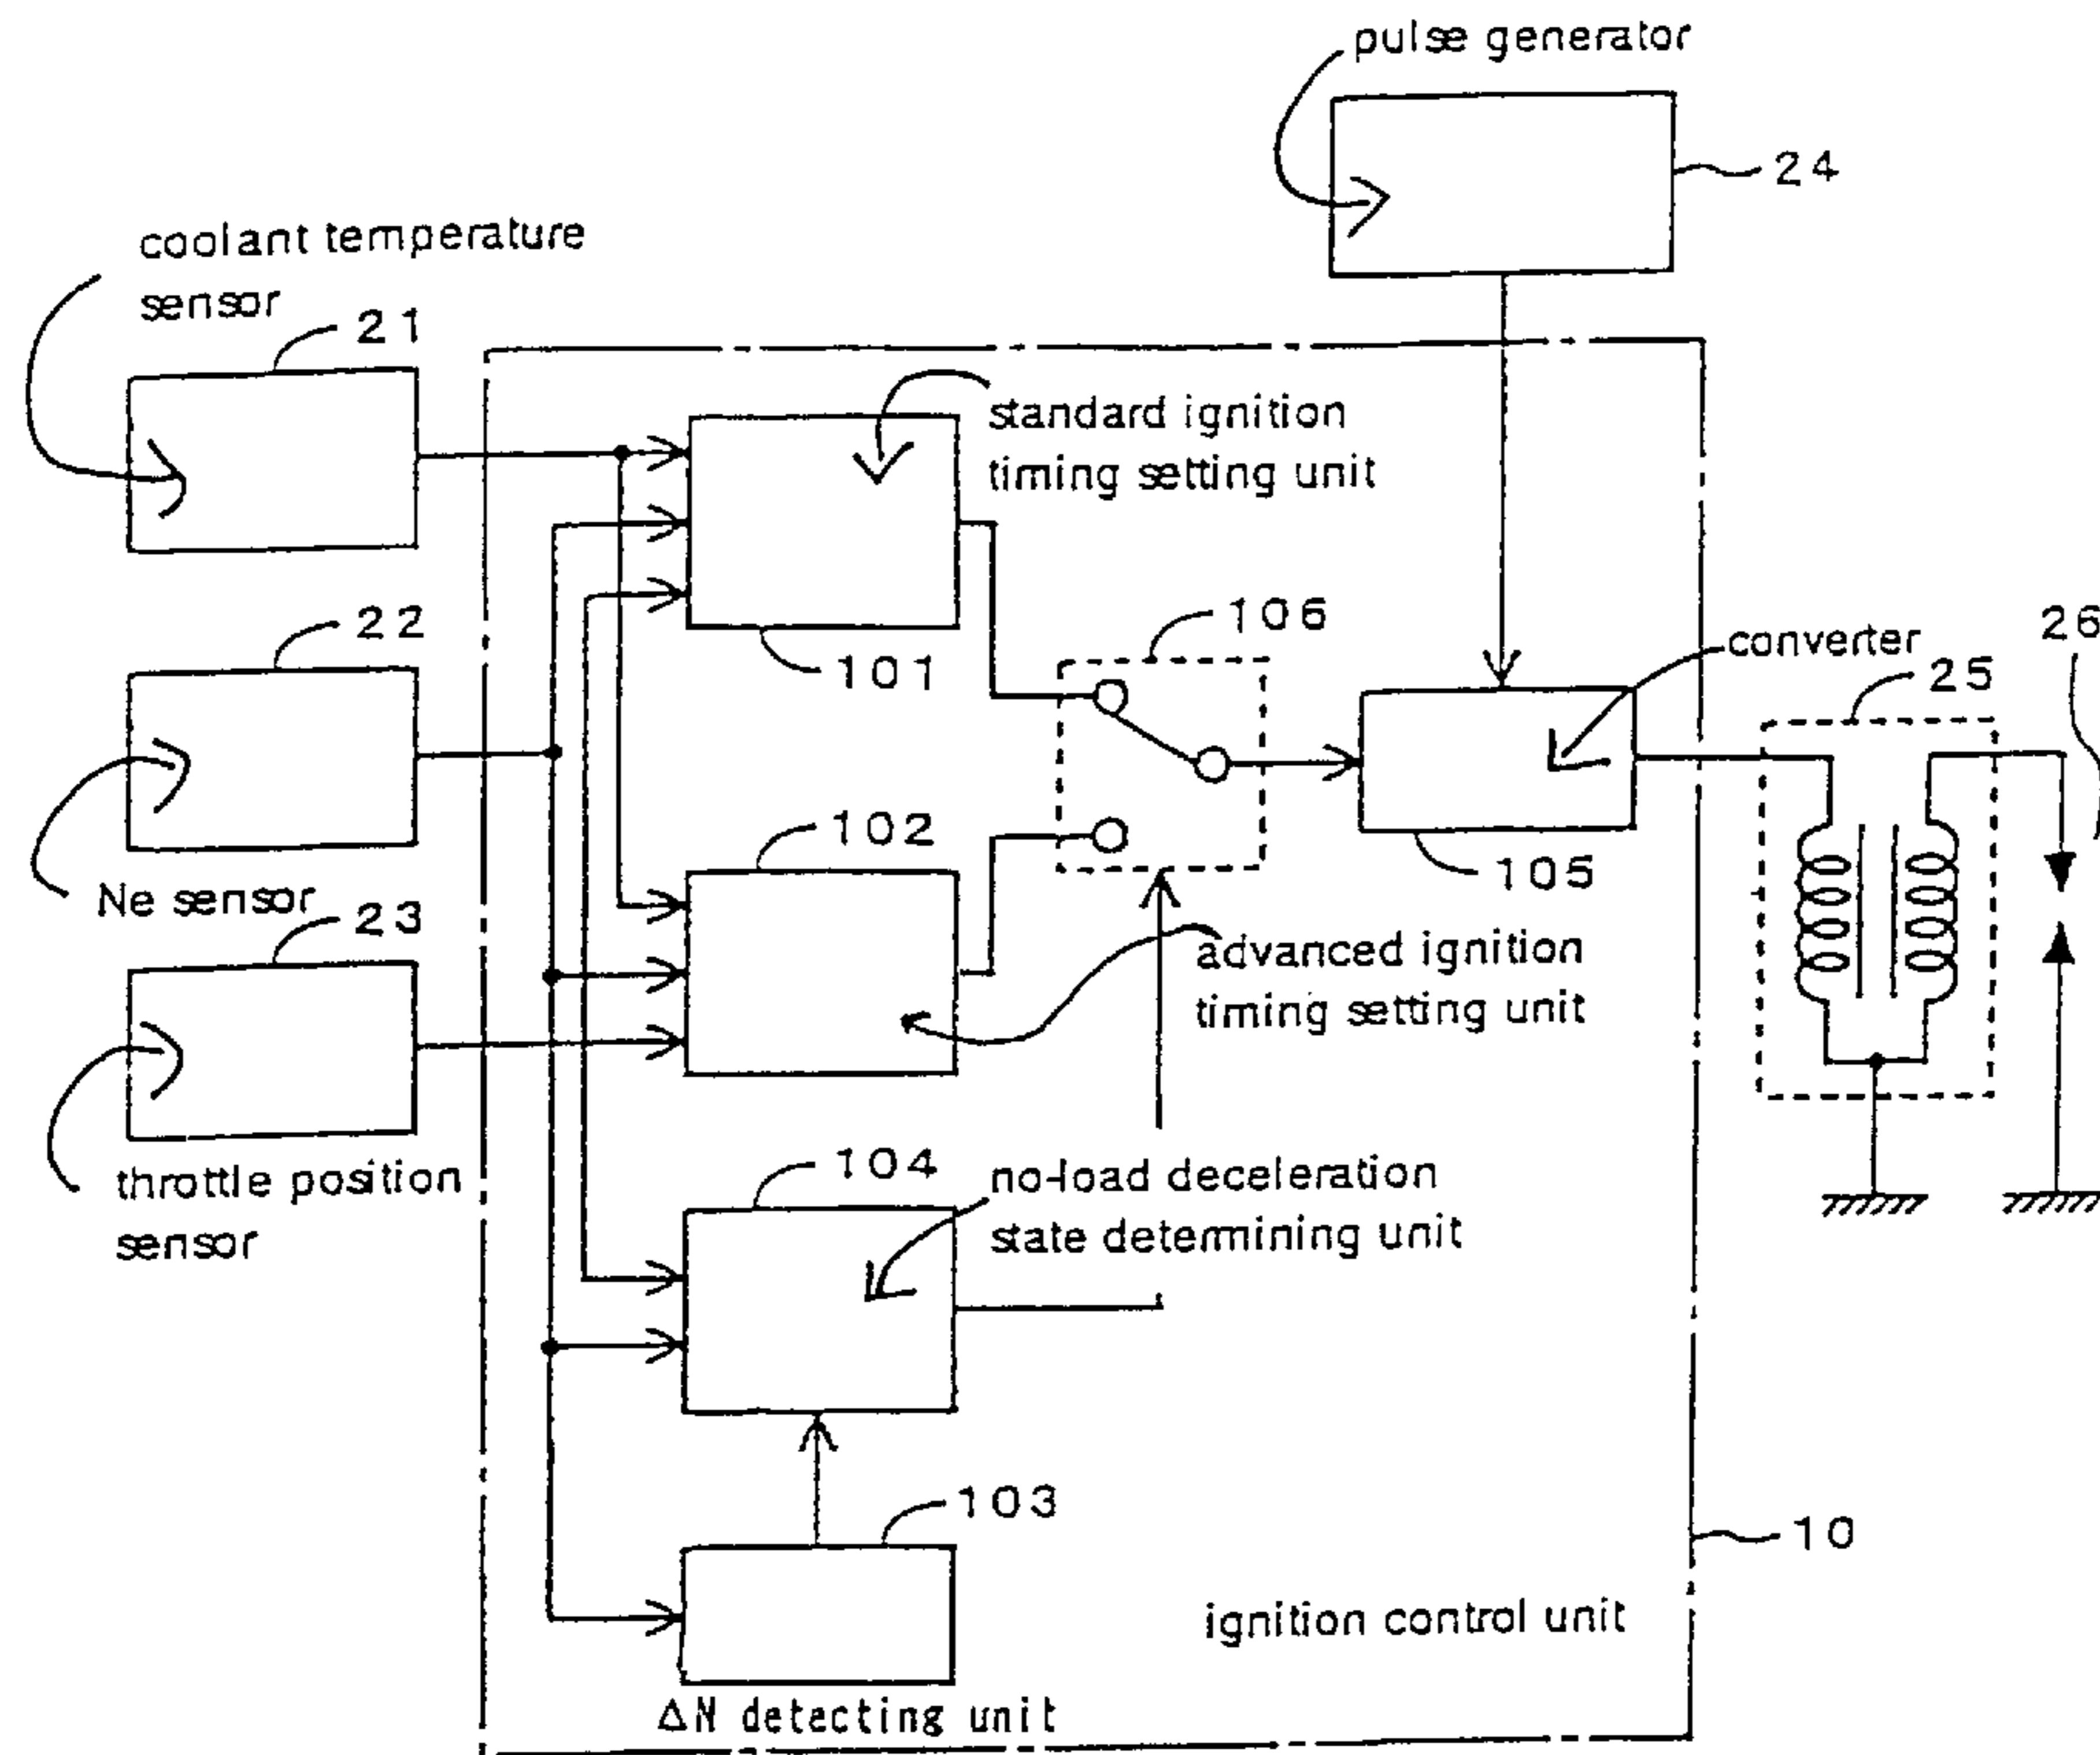 pulse generator
24
coolant temperature
sensor
21
standard ignition
timing setting unit
22
106
26
101
converter
25
102
105
Ne sensor
23
advanced ignition
timing setting unit
104
no-load deceleration
state determining unit
throttle position
sensor
103
10
ignition control unit
ΔN detecting unit